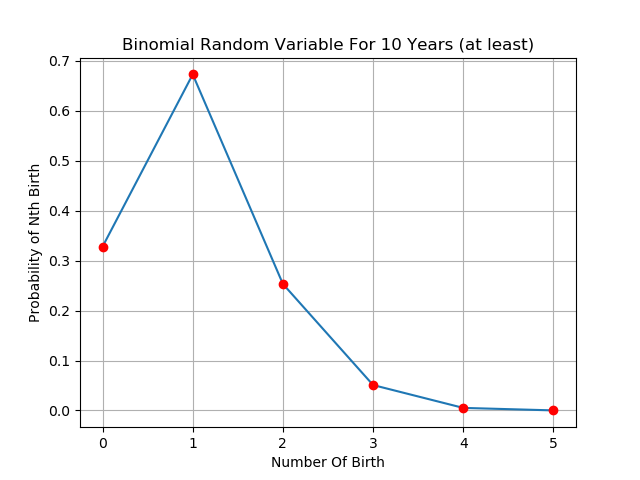 Binomial Random Variable For 10 Years (at least)
0.7
0.6
0.5
0.4
0.3
0.2
0.1
0.0
Probability of Nth Birth
0 1 2 3 4 5
Number Of Birth